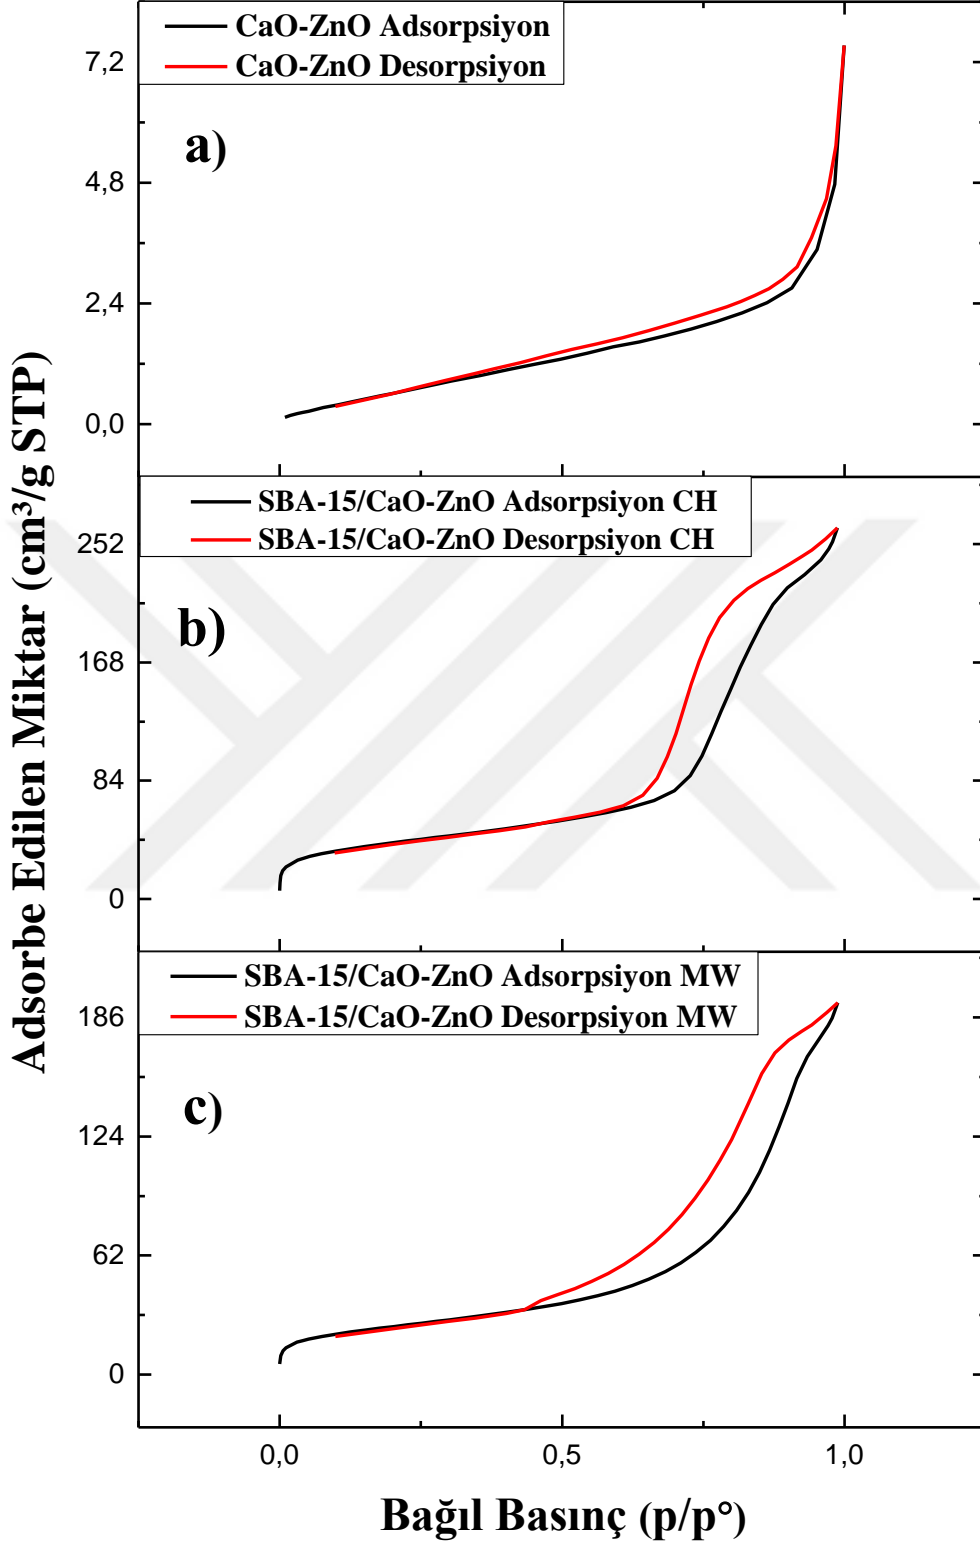 CaO-ZnO Adsorpsiyon
CaO-ZnO Desorpsiyon
a)
7,2
4,8
2,4
0,0
SBA-15/CaO-ZnO Adsorpsiyon CH
SBA-15/CaO-ZnO Desorpsiyon CH
b)
252
168
84
0
SBA-15/CaO-ZnO Adsorpsiyon MW
SBA-15/CaO-ZnO Desorpsiyon MW
c)
186
124
62
0
0,0 0,5 1,0
Adsorbe Edilen Miktar (cm³/g STP)
Bağıl Basınç (p/p°)